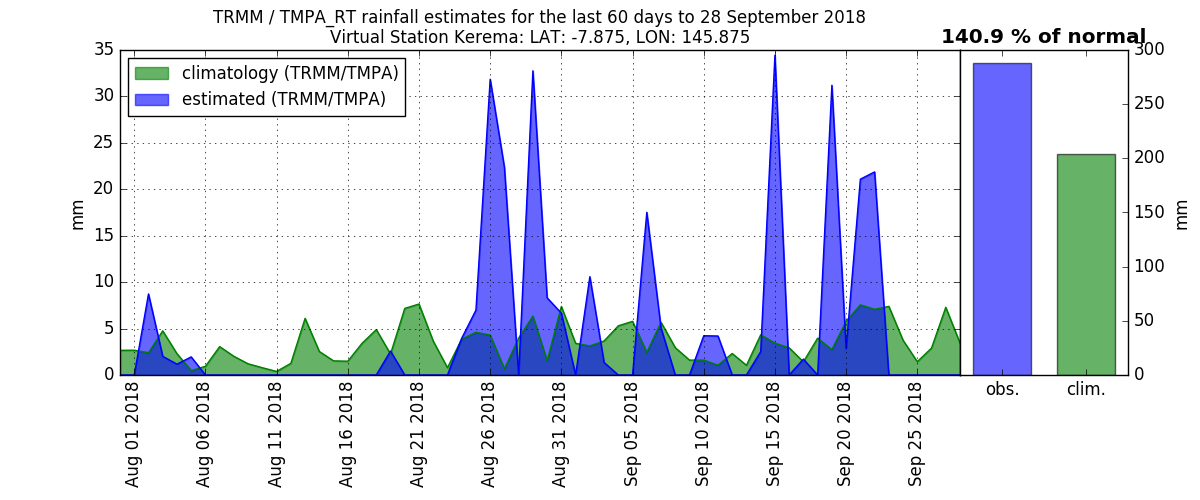 TRMM / TMPA_RT rainfall estimates for the last 60 days to 28 September 2018
Virtual Station Kerema: LAT: -7.875, LON: 145.875
140.9 % of normal
climatology (TRMM/TMPA)
estimated (TRMM/TMPA)
mm
35
30
25
20
15
10
5
0
Aug 01 2018
Aug 06 2018
Aug 11 2018
Aug 16 2018
Aug 21 2018
Aug 26 2018
Aug 31 2018
Sep 05 2018
Sep 10 2018
Sep 15 2018
Sep 20 2018
Sep 25 2018
obs.
clim.
300
250
200
150
100
50
0
mm